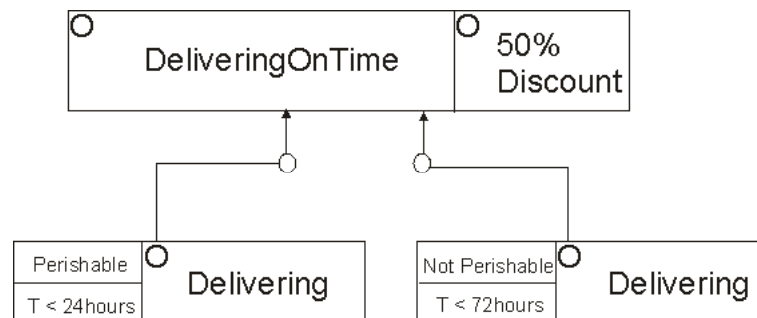 DeliveringOnTime
50%
Discount
Perishable
T < 24hours
Delivering
Not Perishable
T < 72hours
Delivering